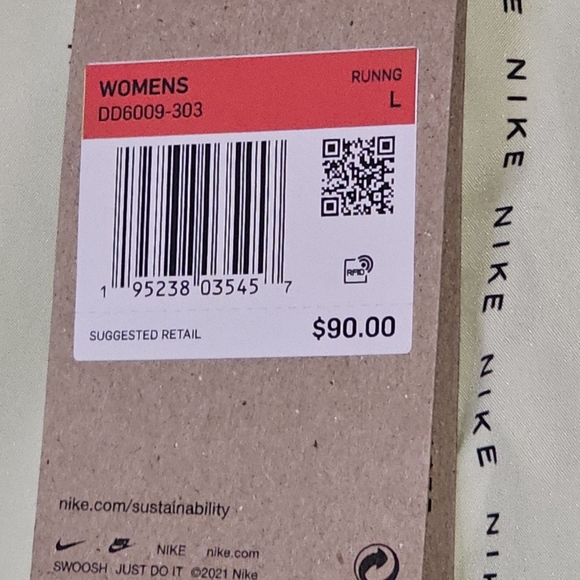 WOMENS
DD6009-303
RUNNG
L
1 95238 03545 7
RFID
SUGGESTED RETAIL
$90.00
nike.com/sustainability
NIKE nike.com
SWOOSH JUST DO IT ©2021 Nike
NIKE NIKE NIKE